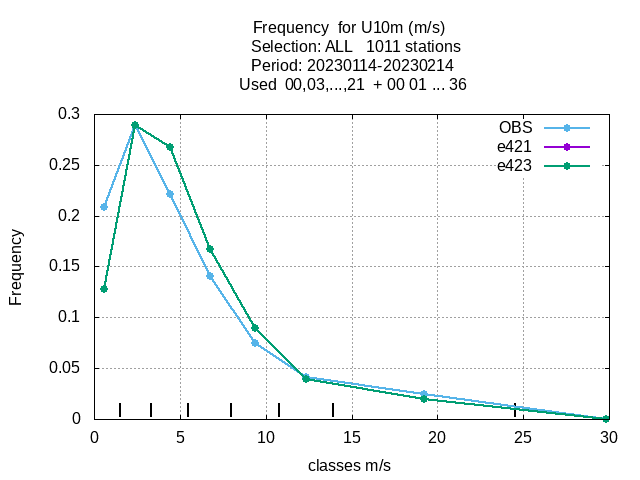 Frequency  for U10m (m/s)
Selection: ALL   1011 stations
Period: 20230114-20230214
Used  00,03,...,21  + 00 01 ... 36
OBS
e421
e423
0.3
0.25
0.2
0.15
0.1
0.05
0
Frequency
0 5 10 15 20 25 30
classes m/s